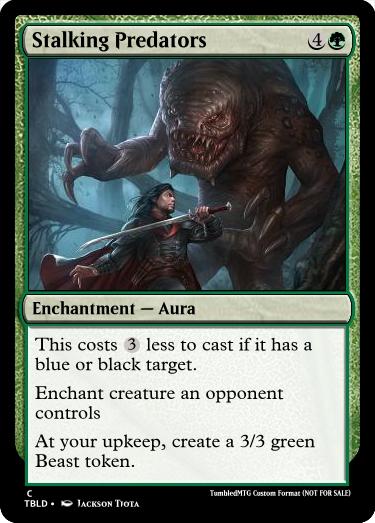 Stalking Predators 4
Enchantment — Aura
This costs 3 less to cast if it has a
blue or black target.
Enchant creature an opponent
controls
At your upkeep, create a 3/3 green
Beast token.
C
TBLD • Jackson Tiota
TumbledMTG Custom Format (NOT FOR SALE)